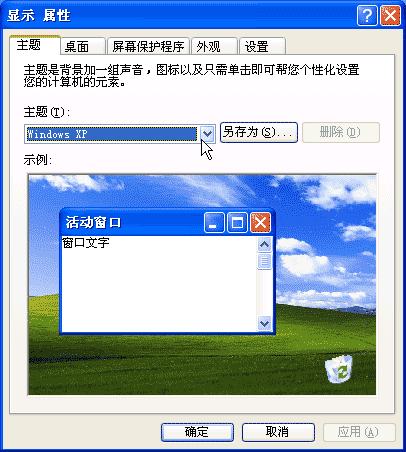 显示 属性
主题 桌面 屏幕保护程序 外观 设置
主题是背景加一组声音，图标以及只需单击即可帮您个性化设置
您的计算机的元素。
主题(T):
Windows XP 另存为(S)... 删除(D)
示例:
活动窗口
窗口文字
确定 取消 应用(A)